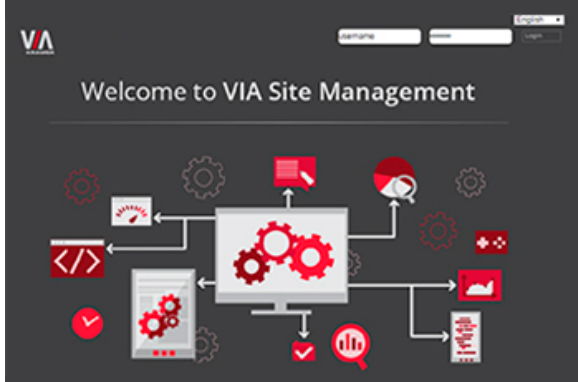 English
VIA
username
Login
Welcome to VIA Site Management
</>